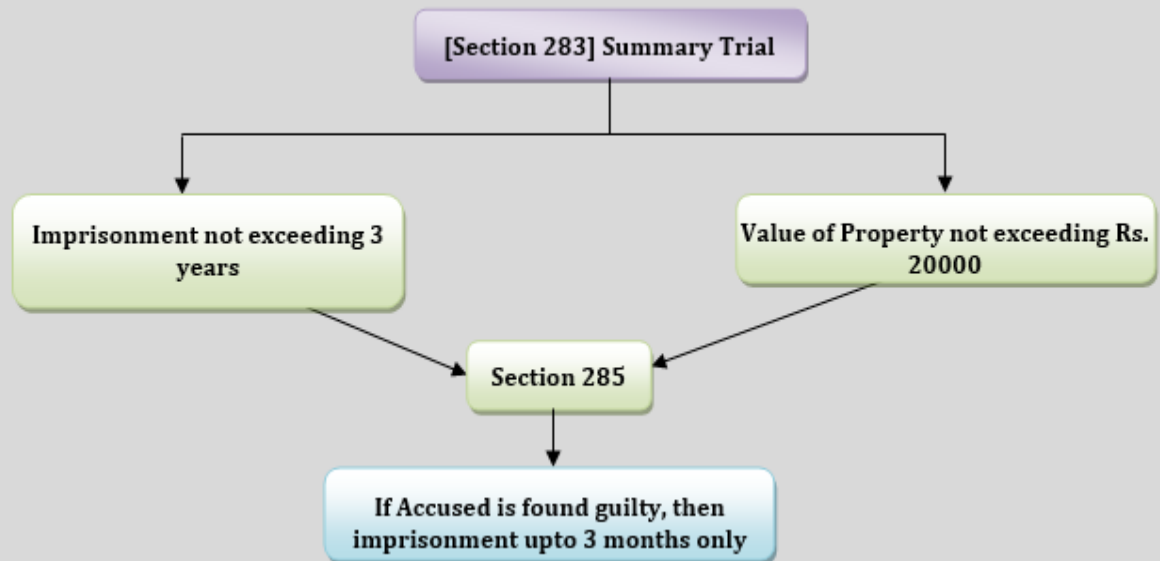 [Section 283] Summary Trial
Imprisonment not exceeding 3
years
Value of Property not exceeding Rs.
20000
Section 285
If Accused is found guilty, then
imprisonment upto 3 months only